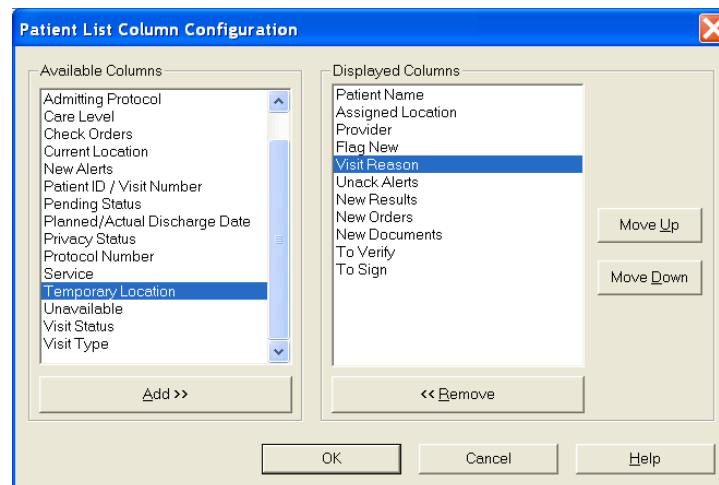 Patient List Column Configuration
Available Columns
Admitting Protocol
Care Level
Check Orders
Current Location
New Alerts
Patient ID / Visit Number
Pending Status
Planned/Actual Discharge Date
Privacy Status
Protocol Number
Service
Temporary Location
Unavailable
Visit Status
Visit Type
Add >>
Displayed Columns
Patient Name
Assigned Location
Provider
Flag New
Visit Reason
Unack Alerts
New Results
New Orders
New Documents
To Verify
To Sign
<< Remove
Move Up
Move Down
OK
Cancel
Help